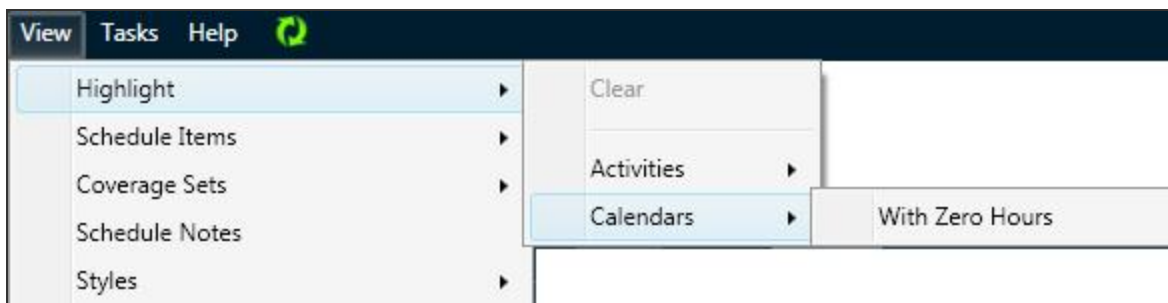 View Tasks Help
Highlight
Schedule Items
Coverage Sets
Schedule Notes
Styles
Clear
Activities
Calendars
With Zero Hours